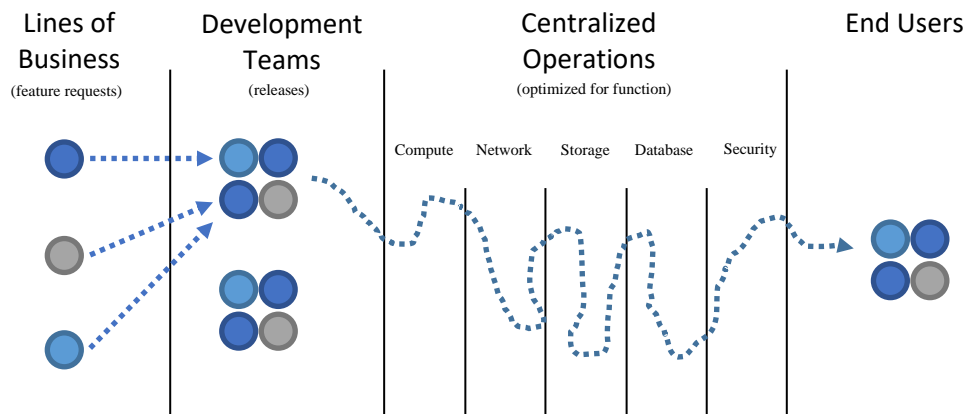 Lines of
Business
(feature requests)
Development
Teams
(releases)
Centralized
Operations
(optimized for function)
End Users
Compute
Network
Storage
Database
Security